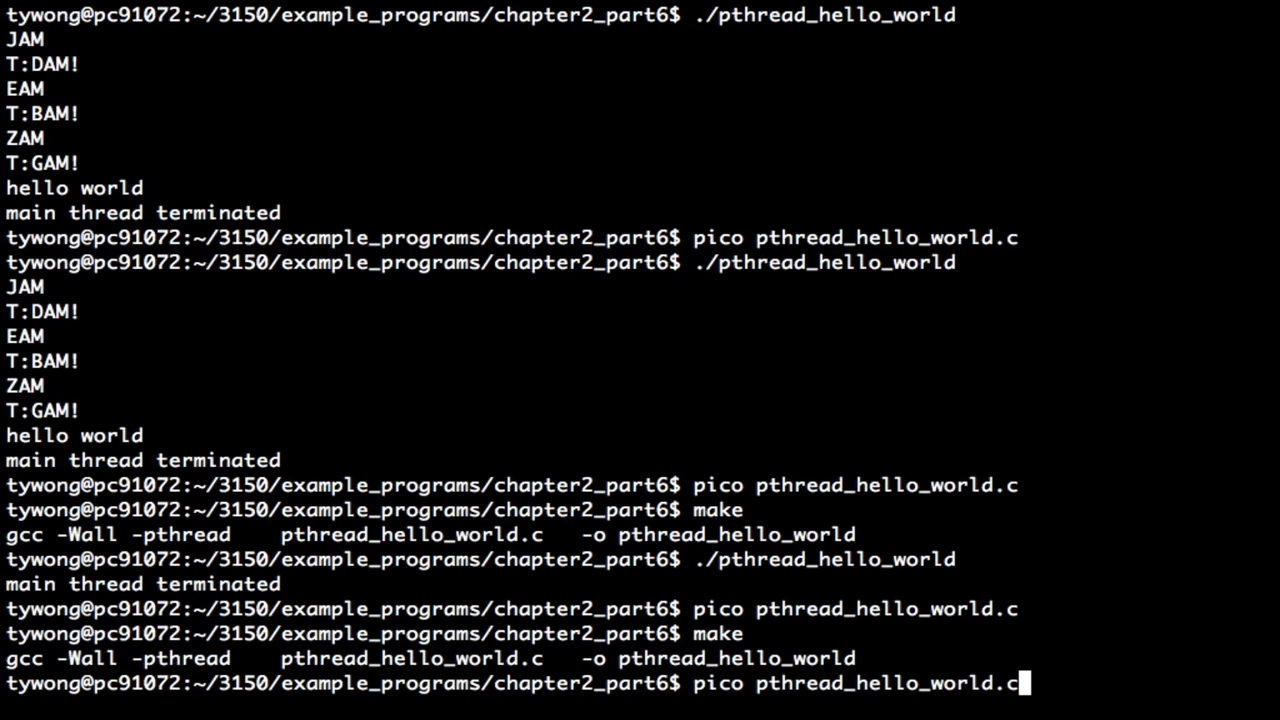 tywong@pc91072:~/3150/example_programs/chapter2_part6$ ./pthread_hello_world
JAM
T:DAM!
EAM
T:BAM!
ZAM
T:GAM!
hello world
main thread terminated
tywong@pc91072:~/3150/example_programs/chapter2_part6$ pico pthread_hello_world.c
tywong@pc91072:~/3150/example_programs/chapter2_part6$ ./pthread_hello_world
JAM
T:DAM!
EAM
T:BAM!
ZAM
T:GAM!
hello world
main thread terminated
tywong@pc91072:~/3150/example_programs/chapter2_part6$ pico pthread_hello_world.c
tywong@pc91072:~/3150/example_programs/chapter2_part6$ make
gcc -Wall -pthread    pthread_hello_world.c   -o pthread_hello_world
tywong@pc91072:~/3150/example_programs/chapter2_part6$ ./pthread_hello_world
main thread terminated
tywong@pc91072:~/3150/example_programs/chapter2_part6$ pico pthread_hello_world.c
tywong@pc91072:~/3150/example_programs/chapter2_part6$ make
gcc -Wall -pthread    pthread_hello_world.c   -o pthread_hello_world
tywong@pc91072:~/3150/example_programs/chapter2_part6$ pico pthread_hello_world.c